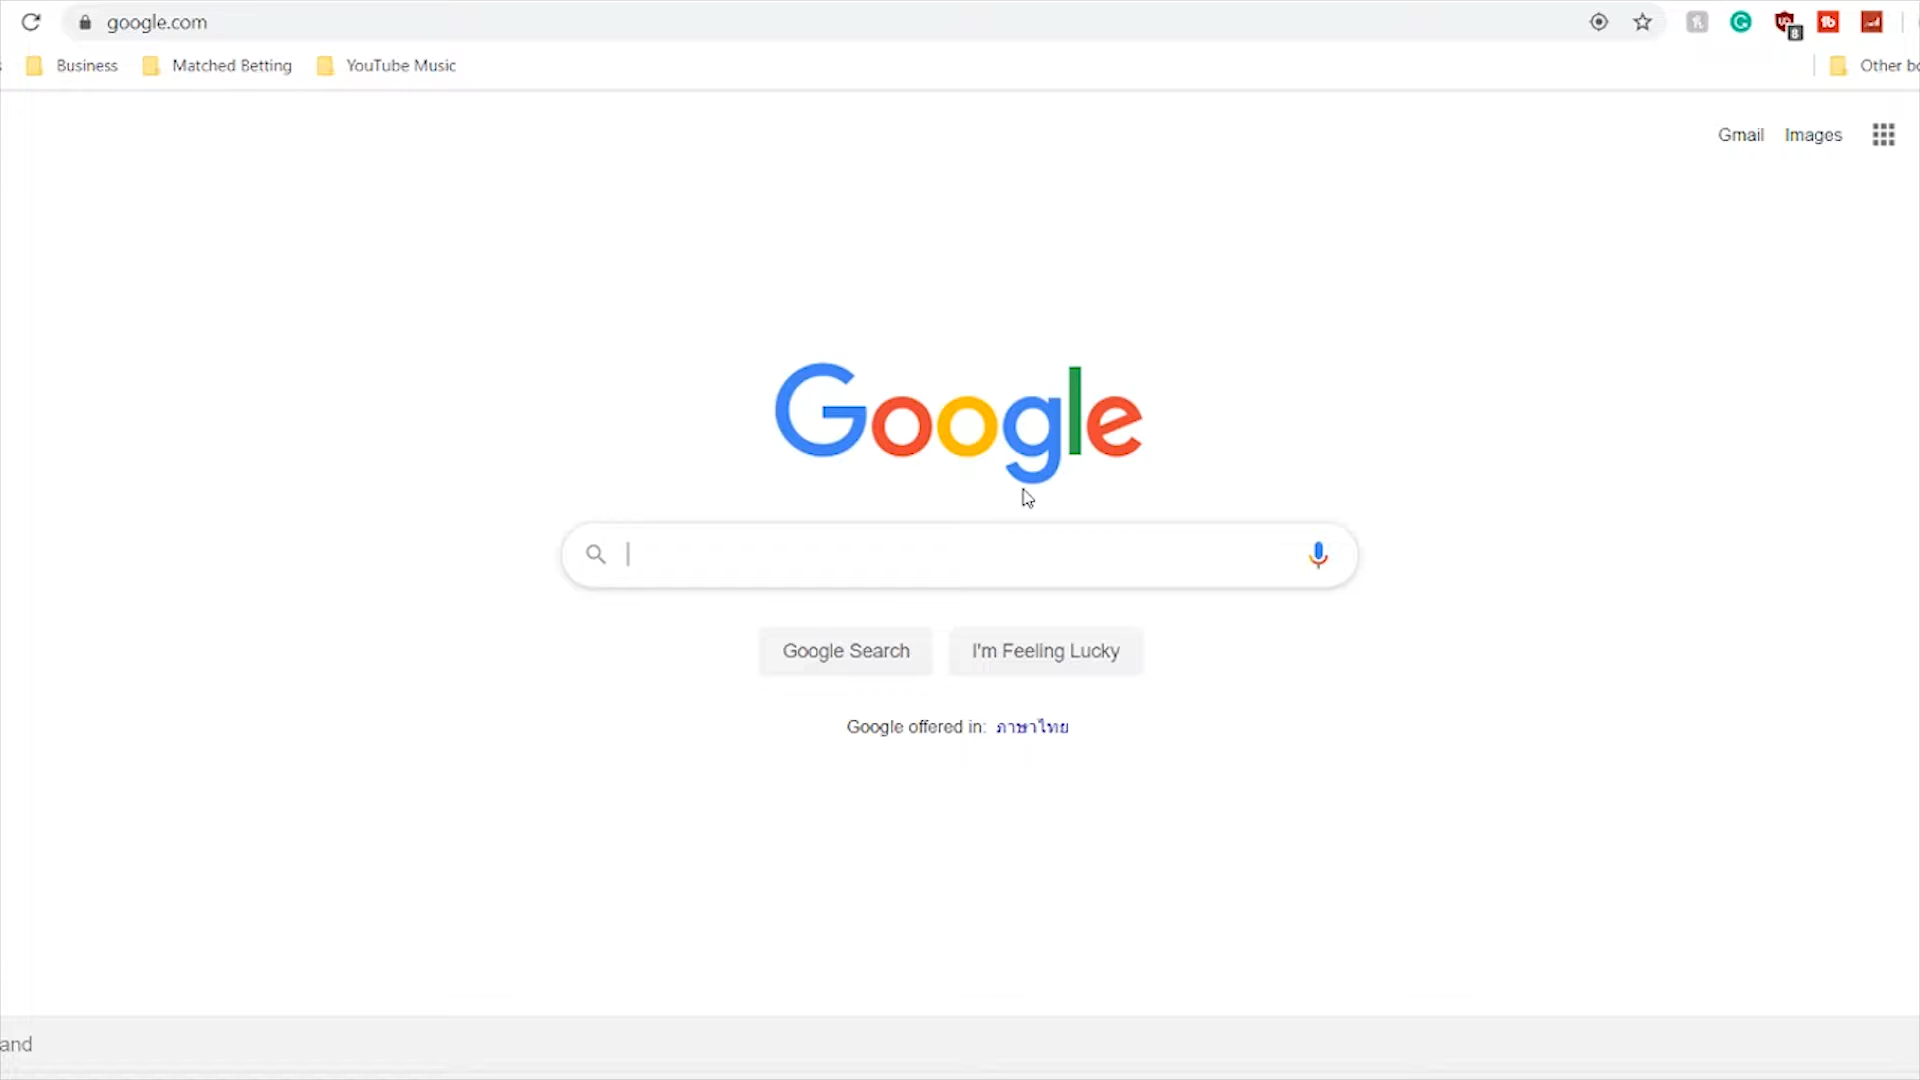 google.com
Business Matched Betting YouTube Music Other bo
Gmail Images
Google
Google Search I'm Feeling Lucky
Google offered in: ภาษาไทย
and